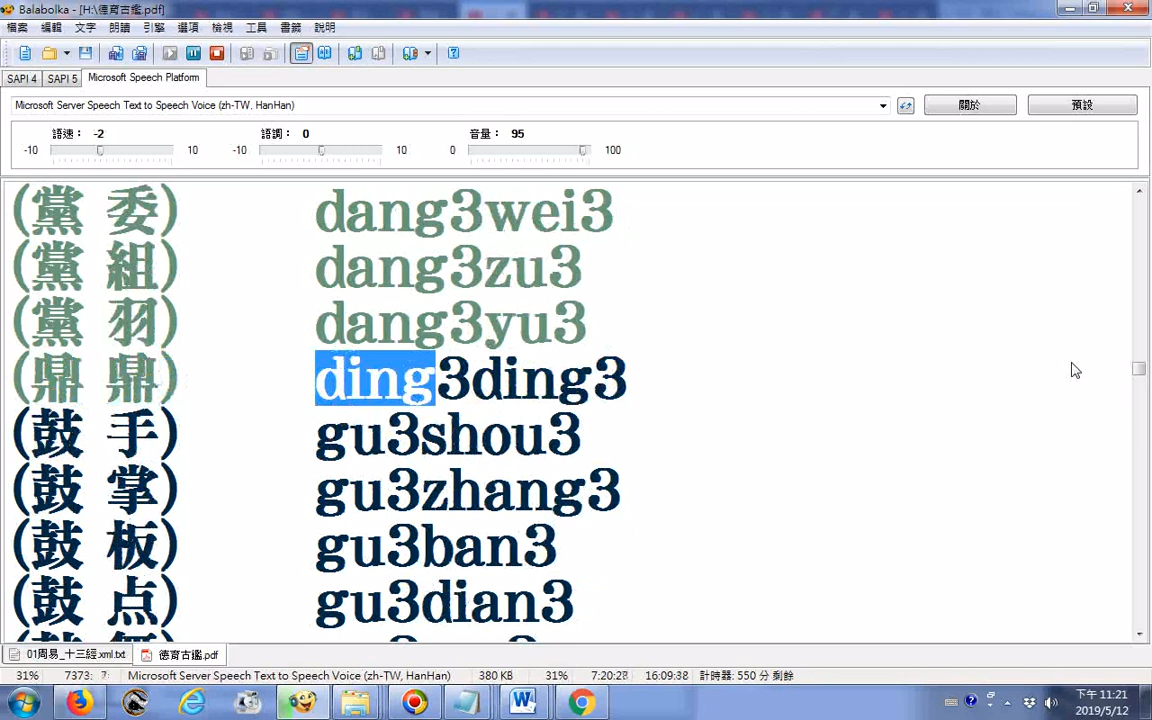 Balabolka - [H:\德育古鑑.pdf]
檔案 編輯 文字 朗讀 引擎 選項 檢視 工具 書籤 說明
SAPI 4 SAPI 5 Microsoft Speech Platform
Microsoft Server Speech Text to Speech Voice (zh-TW, HanHan) 關於 預設
語速： -2 語調： 0 音量： 95
-10 10 -10 10 0 100
(黨 委) dang3wei3
(黨 組) dang3zu3
(黨 羽) dang3yu3
(鼎 鼎) ding3ding3
(鼓 手) gu3shou3
(鼓 掌) gu3zhang3
(鼓 板) gu3ban3
(鼓 点) gu3dian3
01周易_十三經.xml.txt 德育古鑑.pdf
31% 7373: Microsoft Server Speech Text to Speech Voice (zh-TW, HanHan) 380 KB 31% 7:20:28 16:09:38 計時器: 550 分 剩餘
下午 11:21
2019/5/12